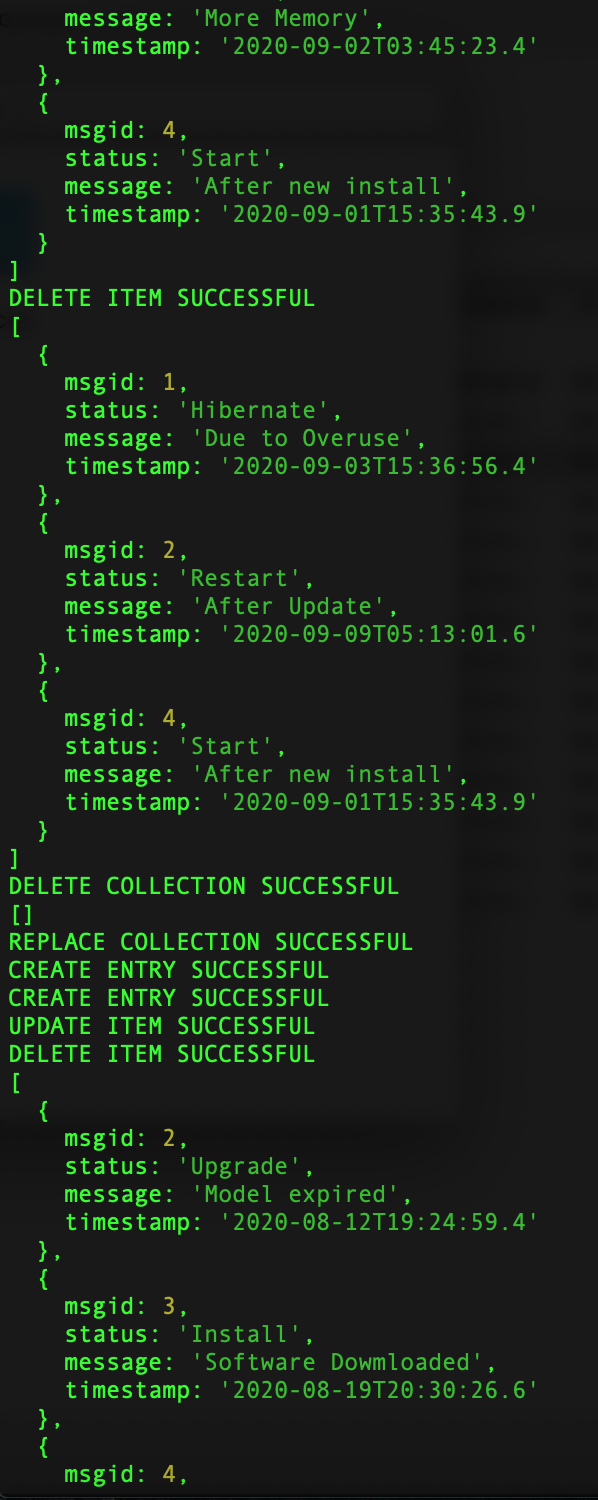 message: 'More Memory',
timestamp: '2020-09-02T03:45:23.4'
},
{
msgid: 4,
status: 'Start',
message: 'After new install',
timestamp: '2020-09-01T15:35:43.9'
}
]
DELETE ITEM SUCCESSFUL
[
{
msgid: 1,
status: 'Hibernate',
message: 'Due to Overuse',
timestamp: '2020-09-03T15:36:56.4'
},
{
msgid: 2,
status: 'Restart',
message: 'After Update',
timestamp: '2020-09-09T05:13:01.6'
},
{
msgid: 4,
status: 'Start',
message: 'After new install',
timestamp: '2020-09-01T15:35:43.9'
}
]
DELETE COLLECTION SUCCESSFUL
[]
REPLACE COLLECTION SUCCESSFUL
CREATE ENTRY SUCCESSFUL
CREATE ENTRY SUCCESSFUL
UPDATE ITEM SUCCESSFUL
DELETE ITEM SUCCESSFUL
[
{
msgid: 2,
status: 'Upgrade',
message: 'Model expired',
timestamp: '2020-08-12T19:24:59.4'
},
{
msgid: 3,
status: 'Install',
message: 'Software Dowmloaded',
timestamp: '2020-08-19T20:30:26.6'
},
{
msgid: 4,